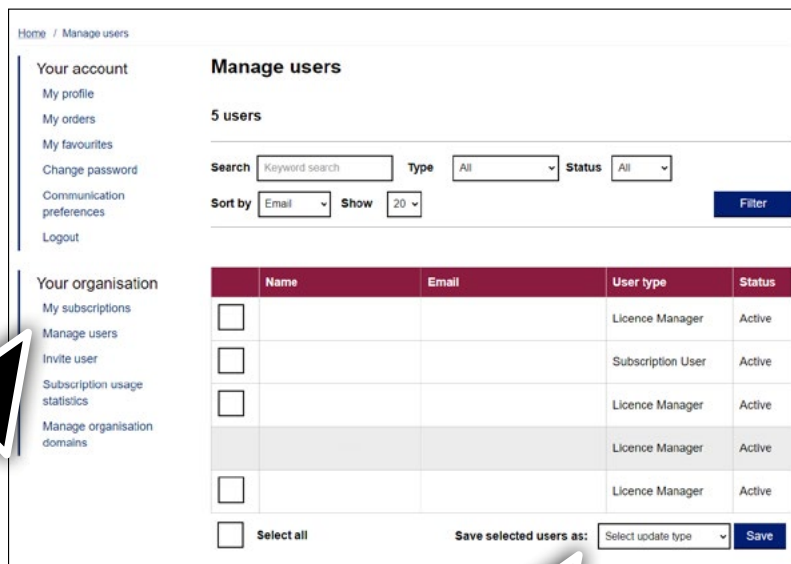 Home / Manage users
Your account
My profile
My orders
My favourites
Change password
Communication
preferences
Logout
Your organisation
My subscriptions
Manage users
Invite user
Subscription usage
statistics
Manage organisation
domains
Manage users
5 users
Search Keyword search Type All Status All
Sort by Email Show 20 Filter
Name Email User type Status
Licence Manager Active
Subscription User Active
Licence Manager Active
Licence Manager Active
Licence Manager Active
Select all Save selected users as: Select update type Save